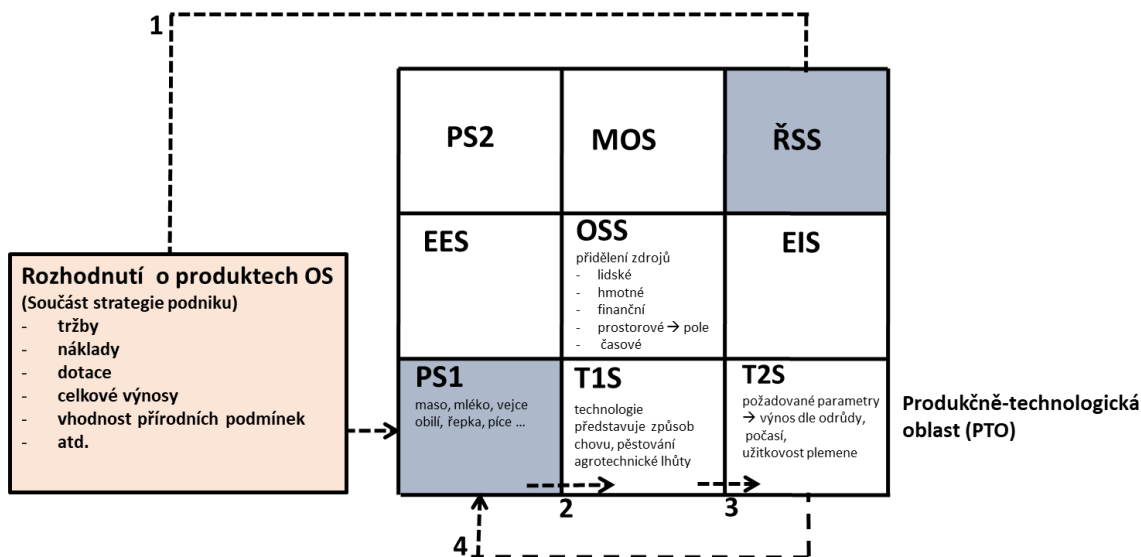 1
PS2
MOS
ŘSS
EES
OSS
přidělení zdrojů
- lidské
- hmotné
- finanční
- prostorové → pole
- časové
EIS
Rozhodnutí o produktech OS
(Součást strategie podniku)
- tržby
- náklady
- dotace
- celkové výnosy
- vhodnost přírodních podmínek
- atd.
PS1
maso, mléko, vejce
obilí, řepka, píce ...
T1S
technologie
představuje způsob
chovu, pěstování
agrotechnické lhůty
T2S
požadované parametry
→ výnos dle odrůdy,
počasí,
užitkovost plemene
Produkčně-technologická
oblast (PTO)
2
3
4